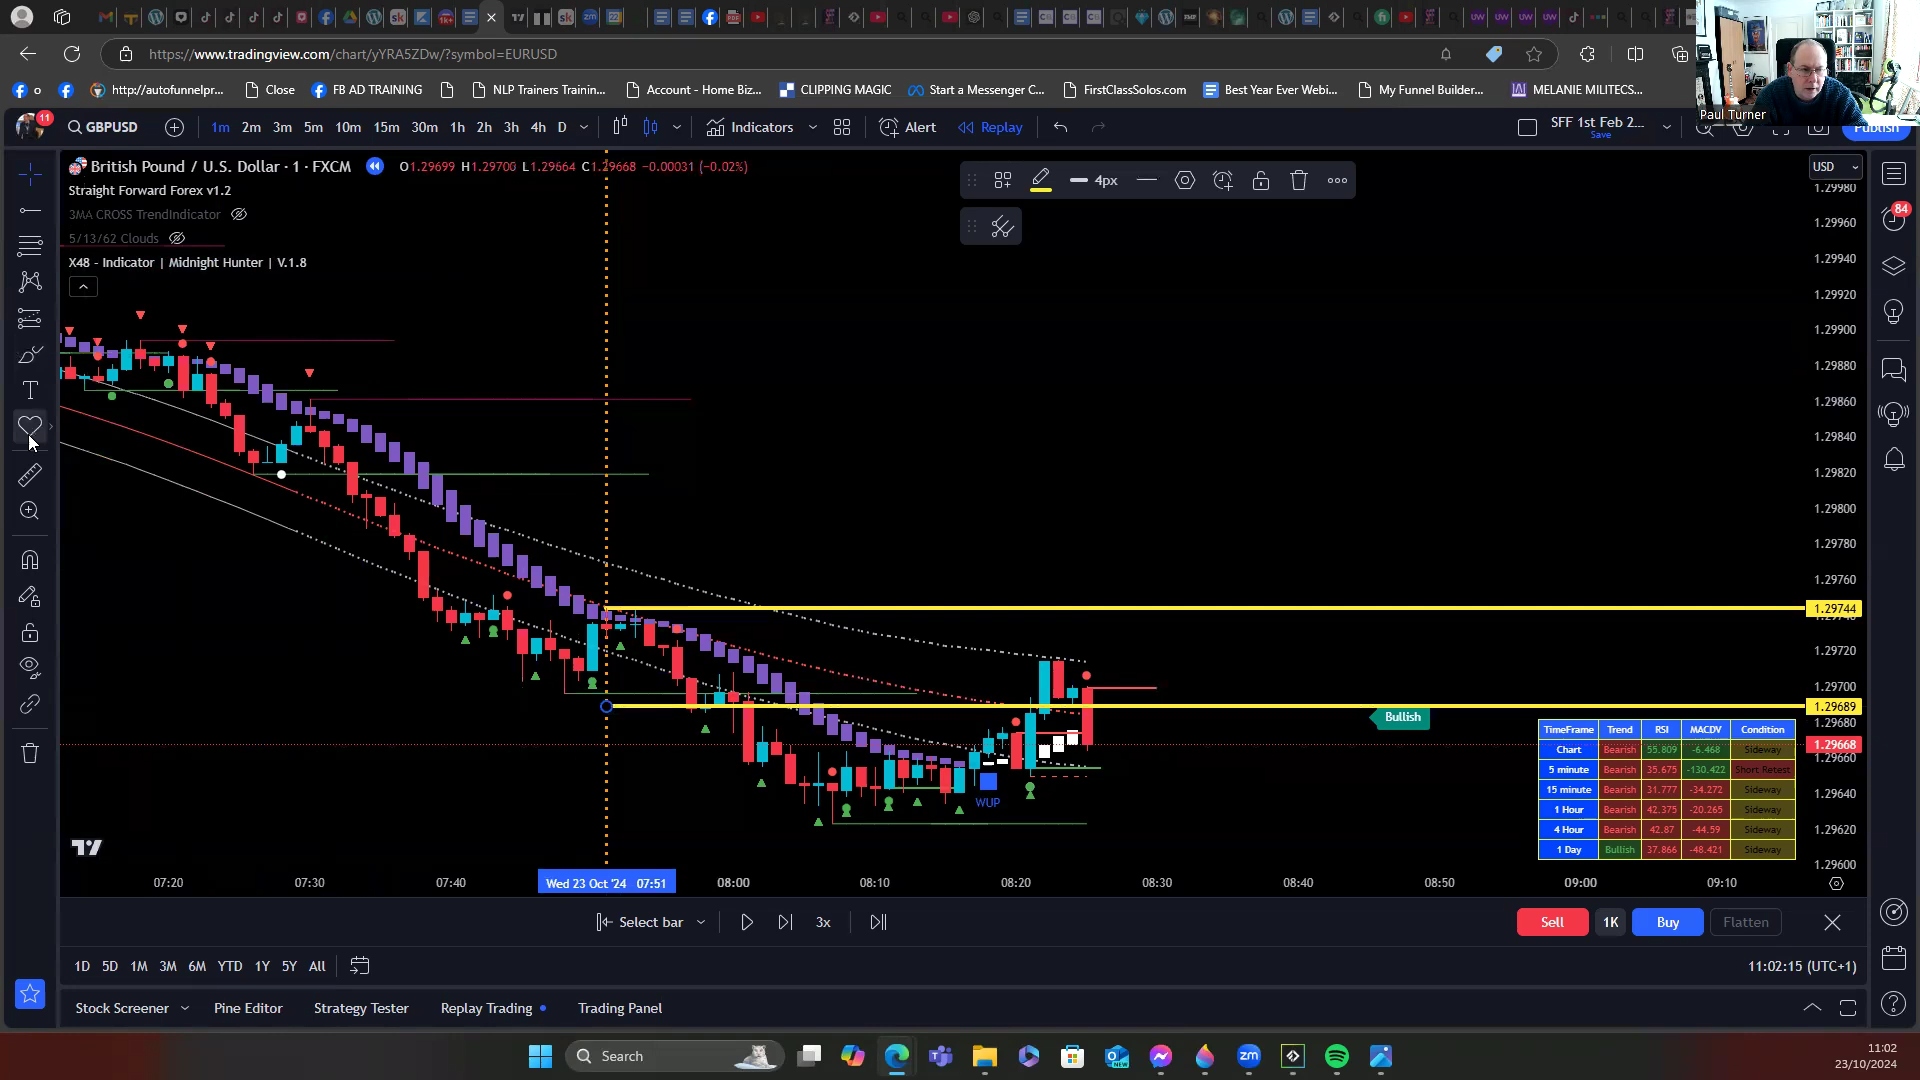 https://www.tradingview.com/chart/yYRA5ZDw/?symbol=EURUSD
http://autofunnelpr... Close FB AD TRAINING NLP Trainers Trainin... Account - Home Biz... CLIPPING MAGIC Start a Messenger C... FirstClassSolos.com Best Year Ever Webi... My Funnel Builder... MELANIE MILITECS...
Paul Turner
11 GBPUSD 1m 2m 3m 5m 10m 15m 30m 1h 2h 3h 4h D Indicators Alert Replay SFF 1st Feb 2... Save Publish
British Pound / U.S. Dollar · 1 · FXCM O1.29699 H1.29700 L1.29664 C1.29668 −0.00031 (−0.02%)
Straight Forward Forex v1.2
3MA CROSS TrendIndicator
5/13/62 Clouds
X48 - Indicator | Midnight Hunter | V.1.8
4px
USD
84
1.29980
1.29960
1.29940
1.29920
1.29900
1.29880
1.29860
1.29840
1.29820
1.29800
1.29780
1.29760
1.29744
1.29720
1.29700
1.29689
1.29680
1.29668
1.29660
1.29640
1.29620
1.29600
Bullish
WUP
TimeFrame Trend RSI MACDV Condition
Chart Bearish 55.809 -6.468 Sideway
5 minute Bearish 35.675 -130.422 Short Retest
15 minute Bearish 31.777 -34.272 Sideway
1 Hour Bearish 42.375 -20.265 Sideway
4 Hour Bearish 42.87 -44.59 Sideway
1 Day Bullish 37.866 -48.421 Sideway
07:20 07:30 07:40 Wed 23 Oct '24 07:51 08:00 08:10 08:20 08:30 08:40 08:50 09:00 09:10
Select bar 3x Sell 1K Buy Flatten
1D 5D 1M 3M 6M YTD 1Y 5Y All 11:02:15 (UTC+1)
Stock Screener Pine Editor Strategy Tester Replay Trading Trading Panel
Search
11:02
23/10/2024